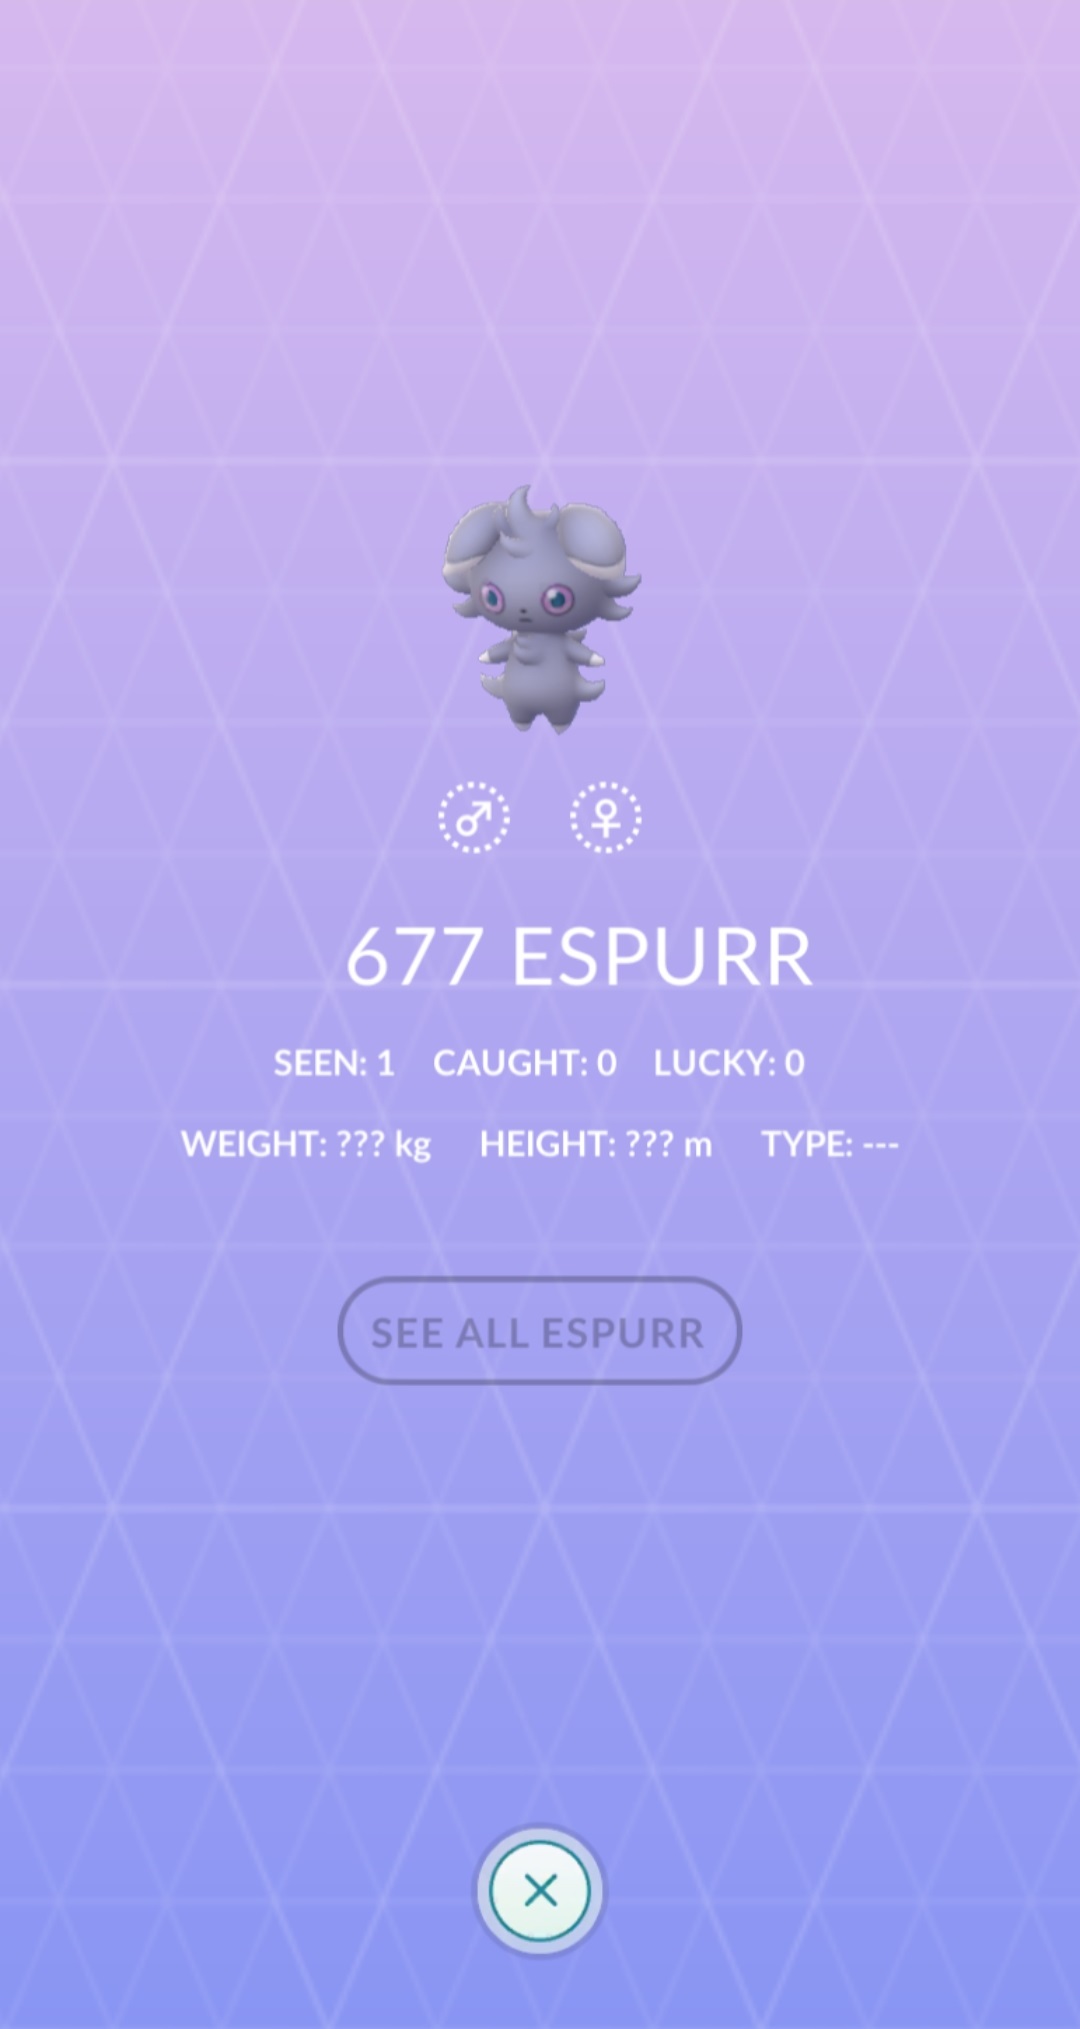 677 ESPURR
SEEN: 1 CAUGHT: 0 LUCKY: 0
WEIGHT: ??? kg HEIGHT: ??? m TYPE: ---
SEE ALL ESPURR